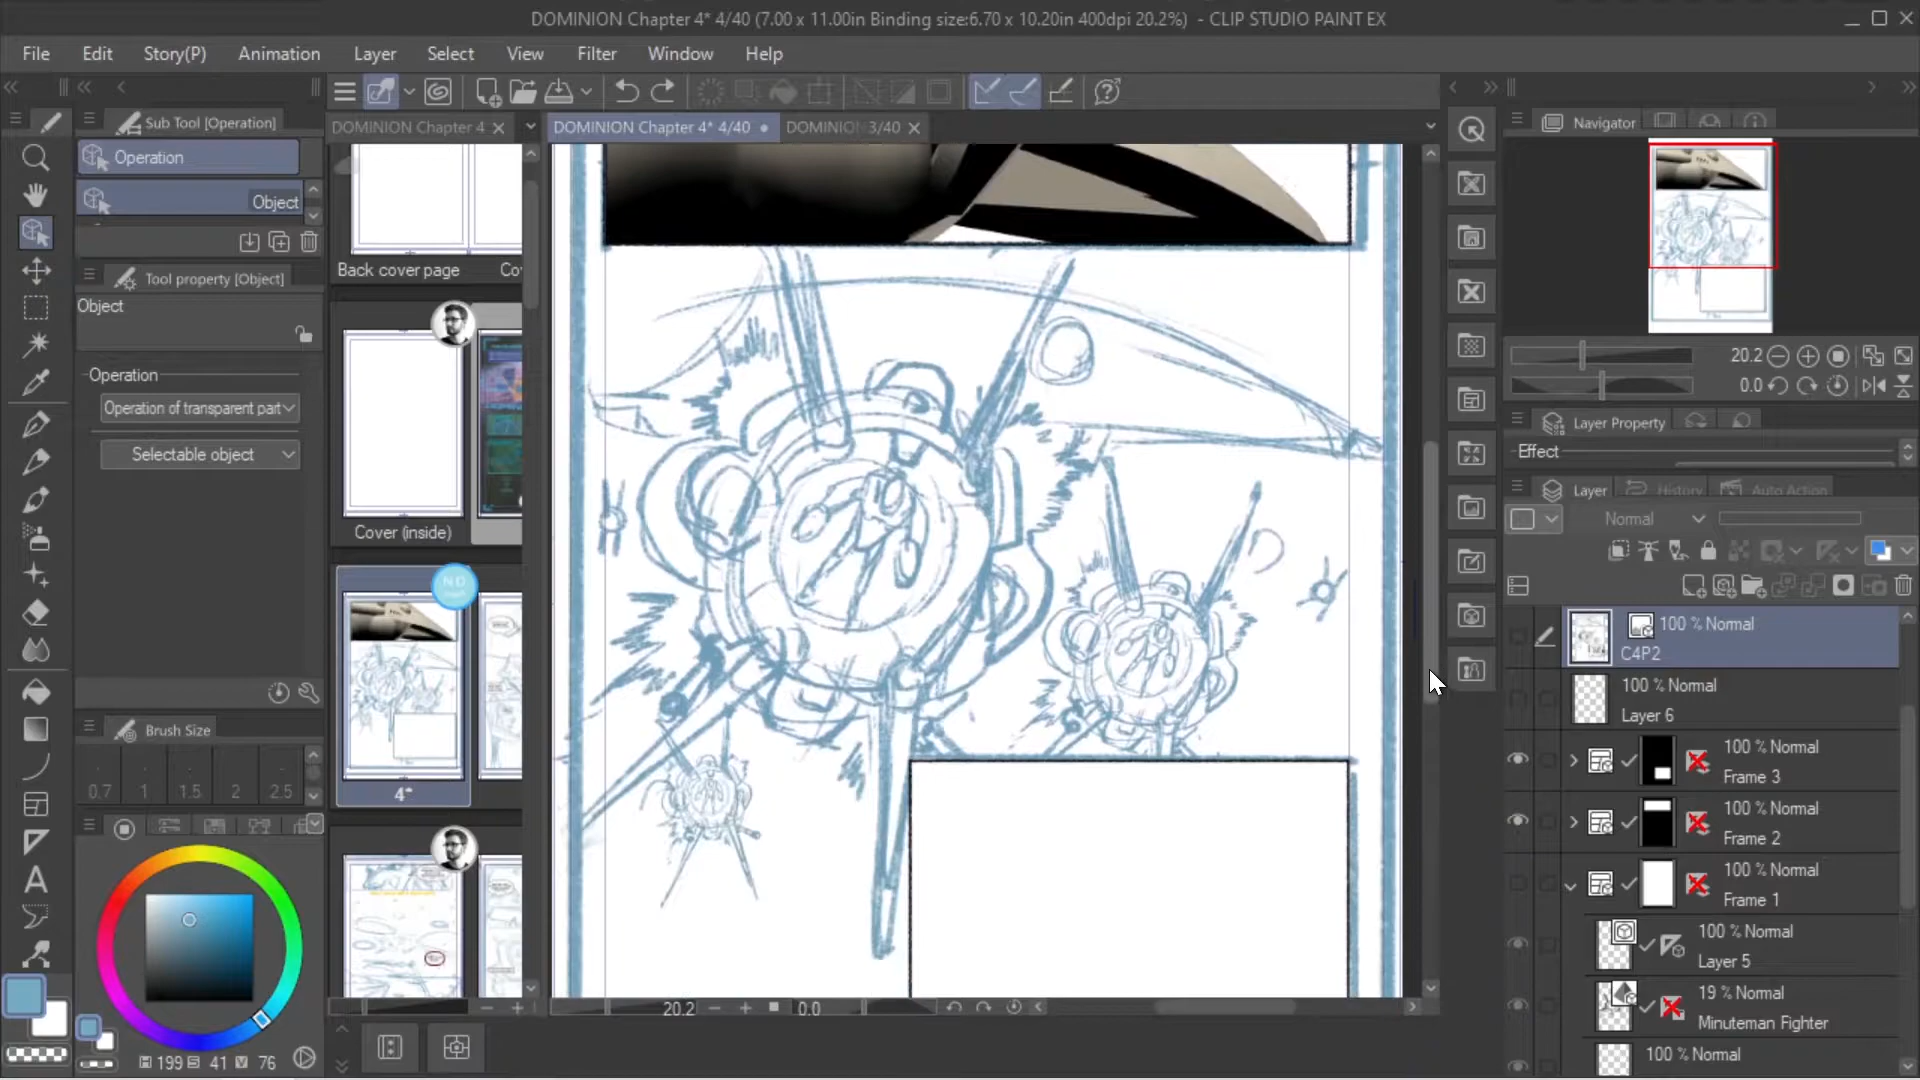 DOMINION Chapter 4* 4/40 (7.00 x 11.00in Binding size:6.70 x 10.20in 400dpi 20.2%) - CLIP STUDIO PAINT EX
File Edit Story(P) Animation Layer Select View Filter Window Help
Sub Tool [Operation]
DOMINION Chapter 4
DOMINION Chapter 4* 4/40
DOMINION 3/40
Navigator
Operation
Object
Back cover page
Tool property [Object]
Object
Operation
Operation of transparent part
Selectable object
20.2
0.0
Layer Property
Effect
Layer History Auto Action
Normal
Cover (inside)
N D
100 % Normal
C4P2
100 % Normal
Layer 6
Brush Size
0.7 1 1.5 2 2.5
4*
100 % Normal
Frame 3
100 % Normal
Frame 2
100 % Normal
Frame 1
100 % Normal
Layer 5
19 % Normal
Minuteman Fighter
100 % Normal
20.2 0.0
H 199 S 41 V 76